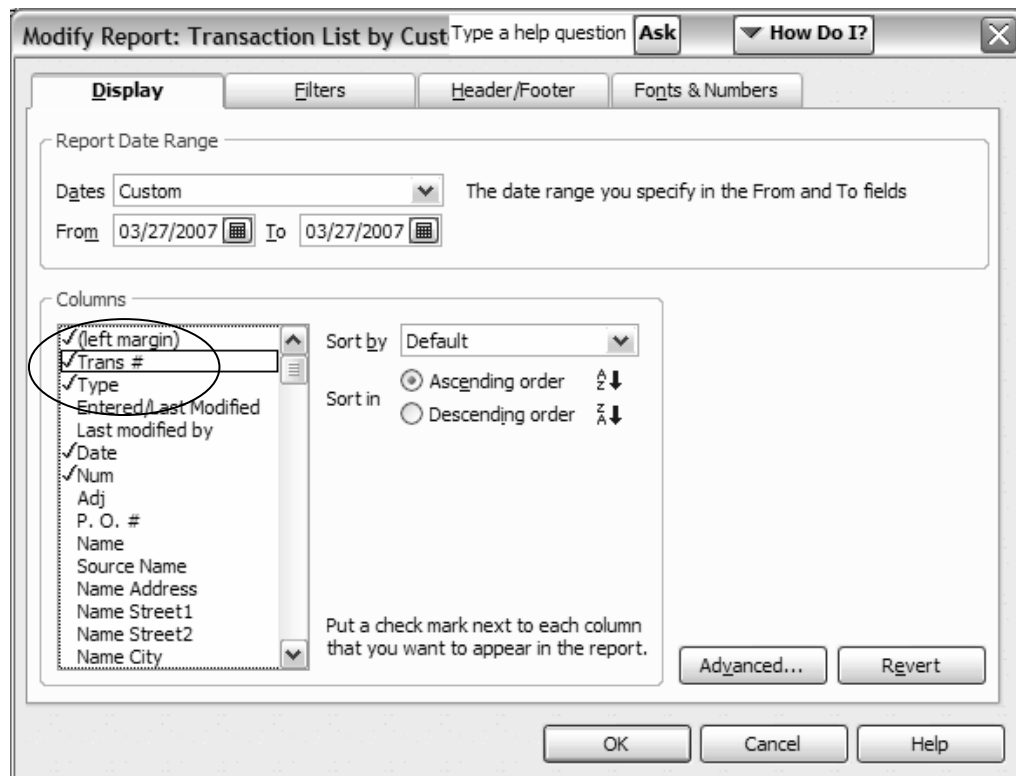 Modify Report: Transaction List by Cust Type a help question Ask How Do I?
Display Filters Header/Footer Fonts & Numbers
Report Date Range
Dates Custom The date range you specify in the From and To fields
From 03/27/2007 To 03/27/2007
Columns
(left margin)
Trans #
Type
Entered/Last Modified
Last modified by
Date
Num
Adj
P. O. #
Name
Source Name
Name Address
Name Street1
Name Street2
Name City
Sort by Default
Sort in
Ascending order
Descending order
Put a check mark next to each column
that you want to appear in the report.
Advanced... Revert
OK Cancel Help